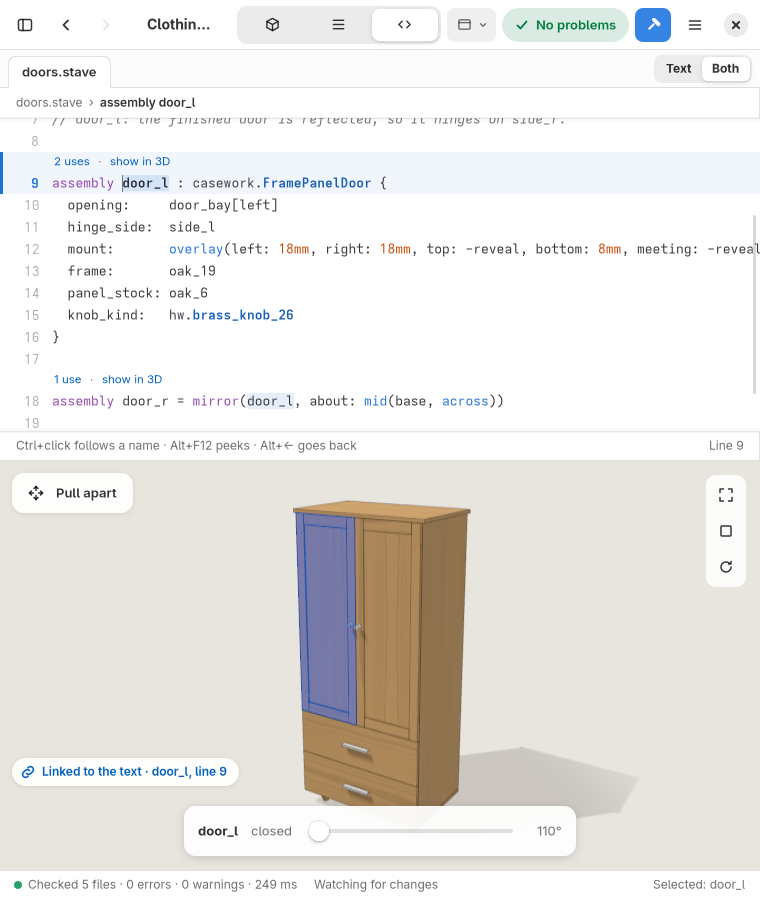 Clothin…
No problems
doors.stave
Text
Both
doors.stave › assembly door_l
7 // door_l: the finished door is reflected, so it hinges on side_r.
8
2 uses · show in 3D
9 assembly door_l : casework.FramePanelDoor {
10 opening: door_bay[left]
11 hinge_side: side_l
12 mount: overlay(left: 18mm, right: 18mm, top: -reveal, bottom: 8mm, meeting: -reveal
13 frame: oak_19
14 panel_stock: oak_6
15 knob_kind: hw.brass_knob_26
16 }
17
1 use · show in 3D
18 assembly door_r = mirror(door_l, about: mid(base, across))
19
Ctrl+click follows a name · Alt+F12 peeks · Alt+← goes back
Line 9
Pull apart
Linked to the text · door_l, line 9
door_l closed 110°
Checked 5 files · 0 errors · 0 warnings · 249 ms
Watching for changes
Selected: door_l